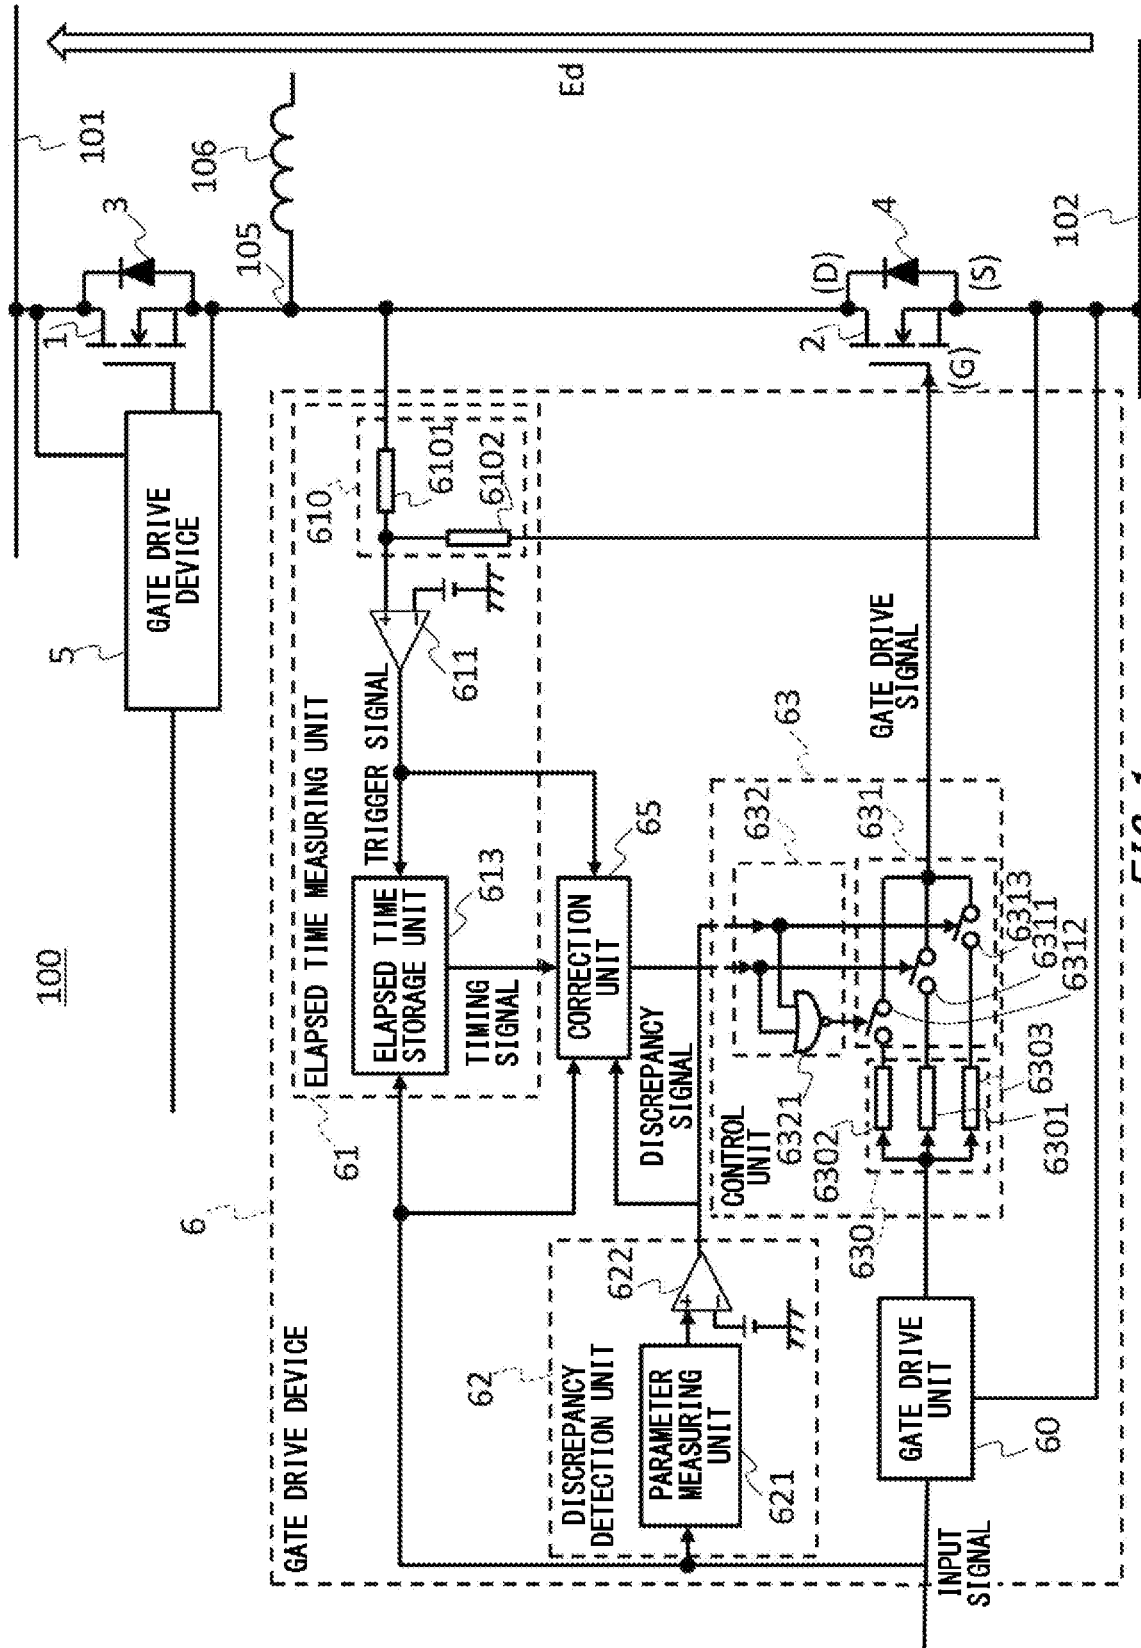 100
101
106
105
3
1
5
GATE DRIVE
DEVICE
Ed
4
(D)
(S)
(G)
2
102
6
GATE DRIVE DEVICE
61
ELAPSED TIME MEASURING UNIT
610
6101
6102
611
TRIGGER SIGNAL
ELAPSED TIME
STORAGE UNIT
613
TIMING
SIGNAL
CORRECTION
UNIT
65
DISCREPANCY
SIGNAL
62
DISCREPANCY
DETECTION UNIT
PARAMETER
MEASURING
UNIT
621
622
CONTROL
UNIT
63
632
631
6321
6302
6303
6301
630
6313
6311
6312
GATE DRIVE
SIGNAL
GATE DRIVE
UNIT
60
INPUT
SIGNAL